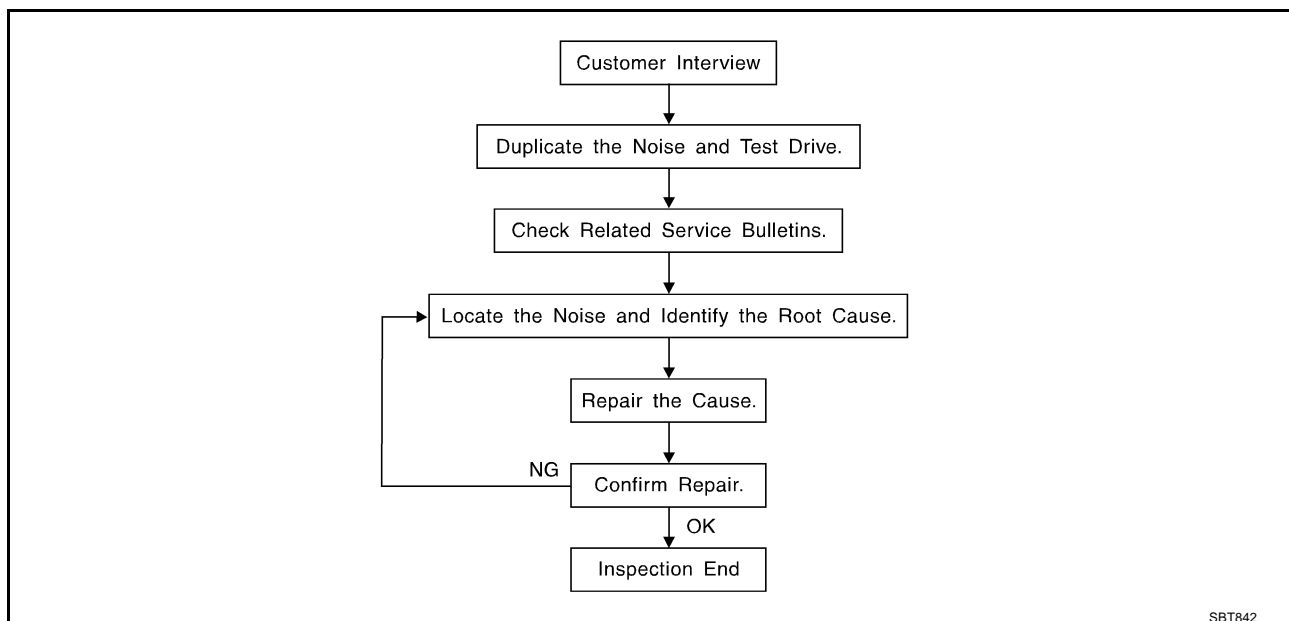 Customer Interview
Duplicate the Noise and Test Drive.
Check Related Service Bulletins.
Locate the Noise and Identify the Root Cause.
Repair the Cause.
NG
Confirm Repair.
OK
Inspection End
SBT842